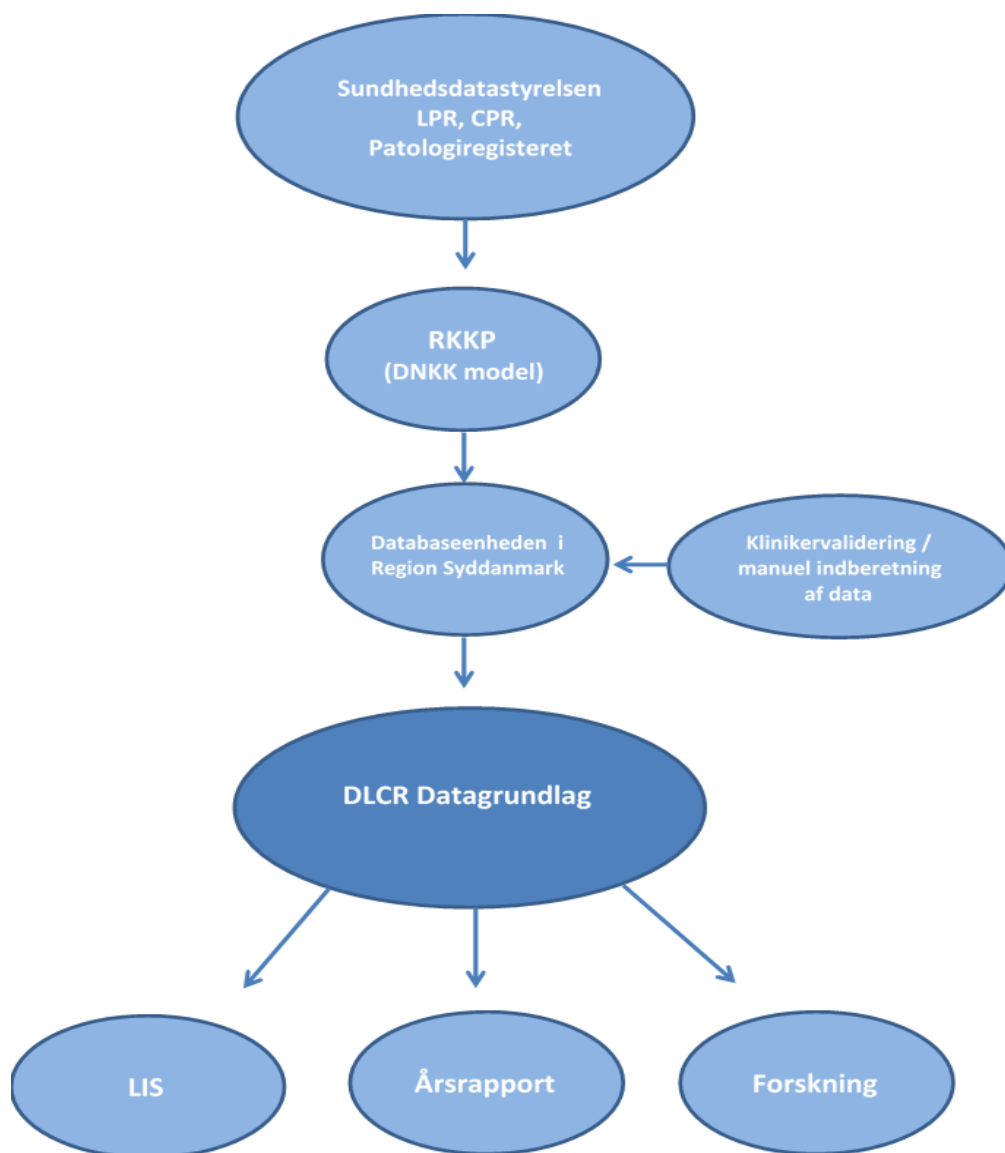 Sundhedsdatastyrelsen
LPR, CPR,
Patologiregisteret
RKKP
(DNKK model)
Databaseenheden i
Region Syddanmark
Klinikervalidering /
manuel indberetning
af data
DLCR Datagrundlag
LIS
Årsrapport
Forskning